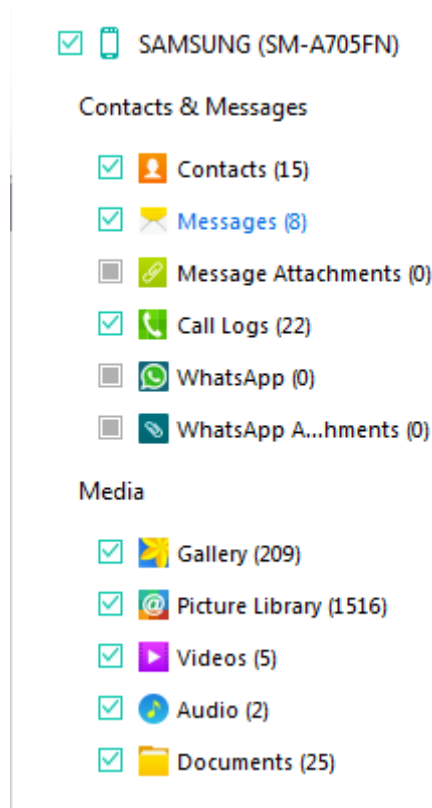 SAMSUNG (SM-A705FN)
Contacts & Messages
Contacts (15)
Messages (8)
Message Attachments (0)
Call Logs (22)
WhatsApp (0)
WhatsApp A...hments (0)
Media
Gallery (209)
Picture Library (1516)
Videos (5)
Audio (2)
Documents (25)